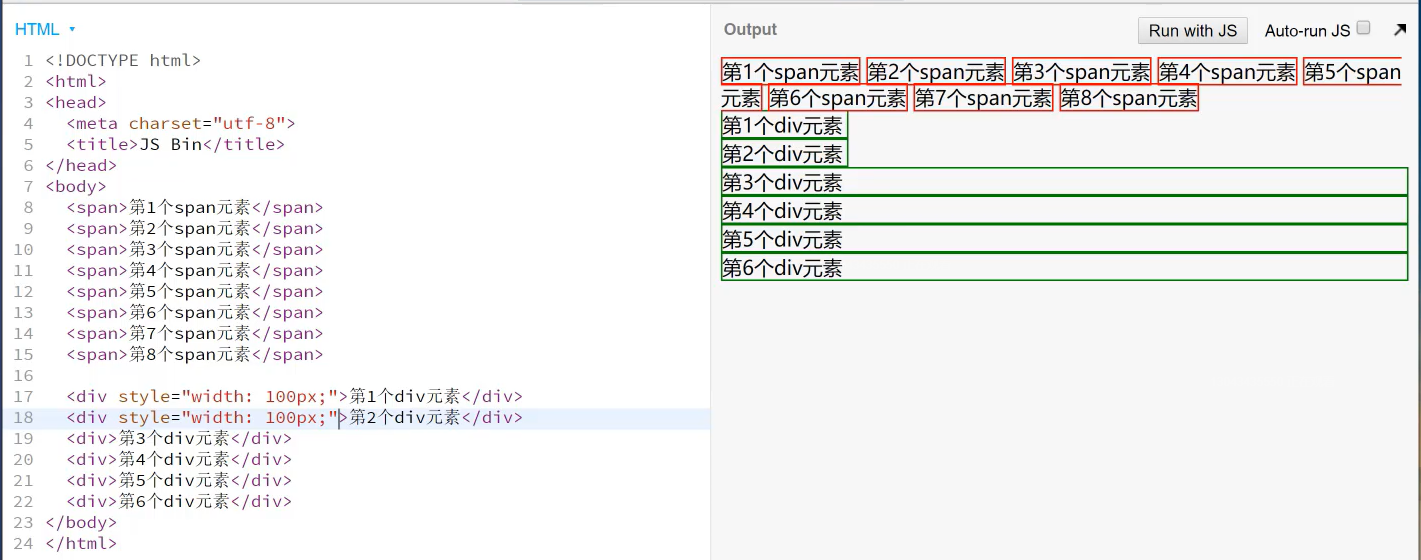 HTML ▾
1 <!DOCTYPE html>
2 <html>
3 <head>
4   <meta charset="utf-8">
5   <title>JS Bin</title>
6 </head>
7 <body>
8   <span>第1个span元素</span>
9   <span>第2个span元素</span>
10   <span>第3个span元素</span>
11   <span>第4个span元素</span>
12   <span>第5个span元素</span>
13   <span>第6个span元素</span>
14   <span>第7个span元素</span>
15   <span>第8个span元素</span>
16
17   <div style="width: 100px;">第1个div元素</div>
18   <div style="width: 100px;">第2个div元素</div>
19   <div>第3个div元素</div>
20   <div>第4个div元素</div>
21   <div>第5个div元素</div>
22   <div>第6个div元素</div>
23 </body>
24 </html>
Output Run with JS Auto-run JS
第1个span元素 第2个span元素 第3个span元素 第4个span元素 第5个span
元素 第6个span元素 第7个span元素 第8个span元素
第1个div元素
第2个div元素
第3个div元素
第4个div元素
第5个div元素
第6个div元素